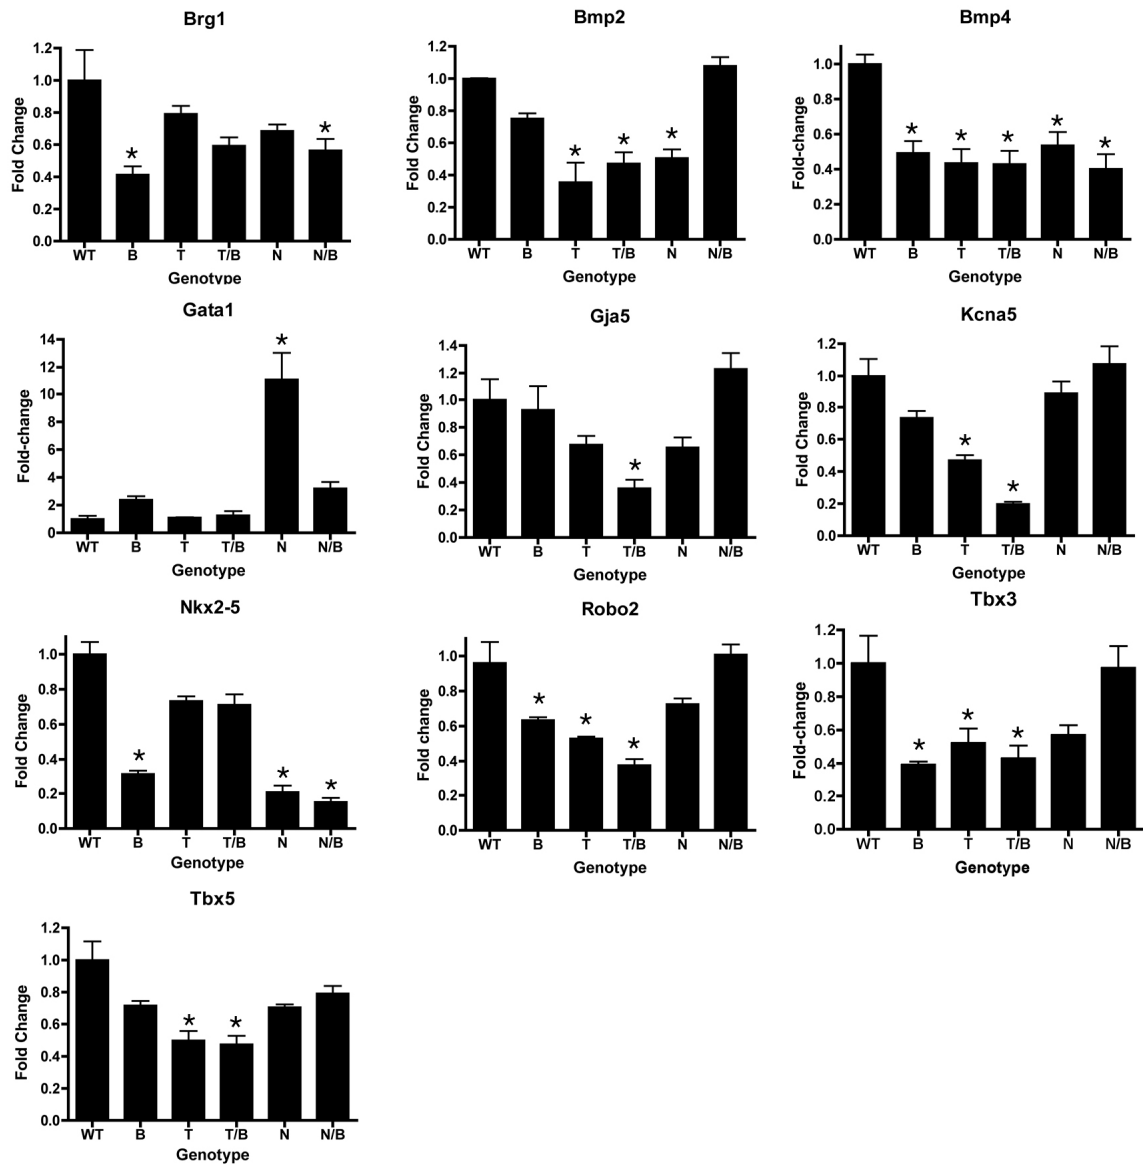 Brg1
Fold Change
1.2
1.0
0.8
0.6
0.4
0.2
0.0
* *
WT B T T/B N N/B
Genotype
Bmp2
Fold Change
1.2
1.0
0.8
0.6
0.4
0.2
0.0
* * *
WT B T T/B N N/B
Genotype
Bmp4
Fold-change
1.0
0.8
0.6
0.4
0.2
0.0
* * * * *
WT B T T/B N N/B
Genotype
Gata1
Fold-change
14
12
10
8
6
4
2
0
*
WT B T T/B N N/B
Genotype
Gja5
Fold Change
1.4
1.2
1.0
0.8
0.6
0.4
0.2
0.0
*
WT B T T/B N N/B
Genotype
Kcna5
Fold Change
1.2
1.0
0.8
0.6
0.4
0.2
0.0
* *
WT B T T/B N N/B
Genotype
Nkx2-5
Fold Change
1.0
0.8
0.6
0.4
0.2
0.0
* * *
WT B T T/B N N/B
Genotype
Robo2
Fold change
1.0
0.8
0.6
0.4
0.2
0.0
* * *
WT B T T/B N N/B
Genotype
Tbx3
Fold-change
1.2
1.0
0.8
0.6
0.4
0.2
0.0
* * *
WT B T T/B N N/B
Genotype
Tbx5
Fold Change
1.2
1.0
0.8
0.6
0.4
0.2
0.0
* *
WT B T T/B N N/B
Genotype